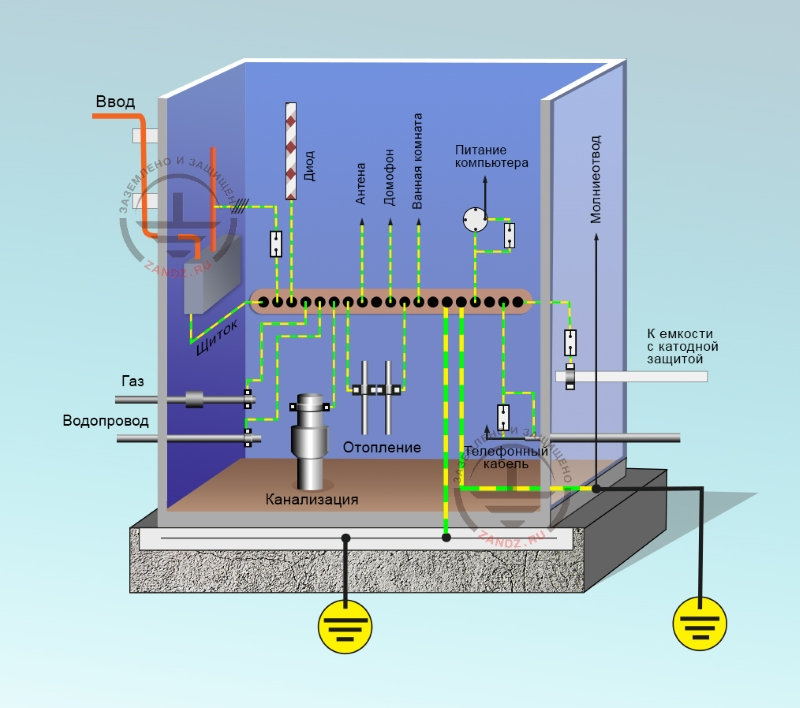 Ввод
ЗАЗЕМЛЕНО И ЗАЩИЩЕНО
ZANDZ.RU
Диод
Антена
Домофон
Ванная комната
Питание
компьютера
Молниеотвод
Щиток
К емкости
с катодной
защитой
Газ
Водопровод
Отопление
Телефонный
кабель
Канализация
ЗАЗЕМЛЕНО И ЗАЩИЩЕНО
ZANDZ.RU